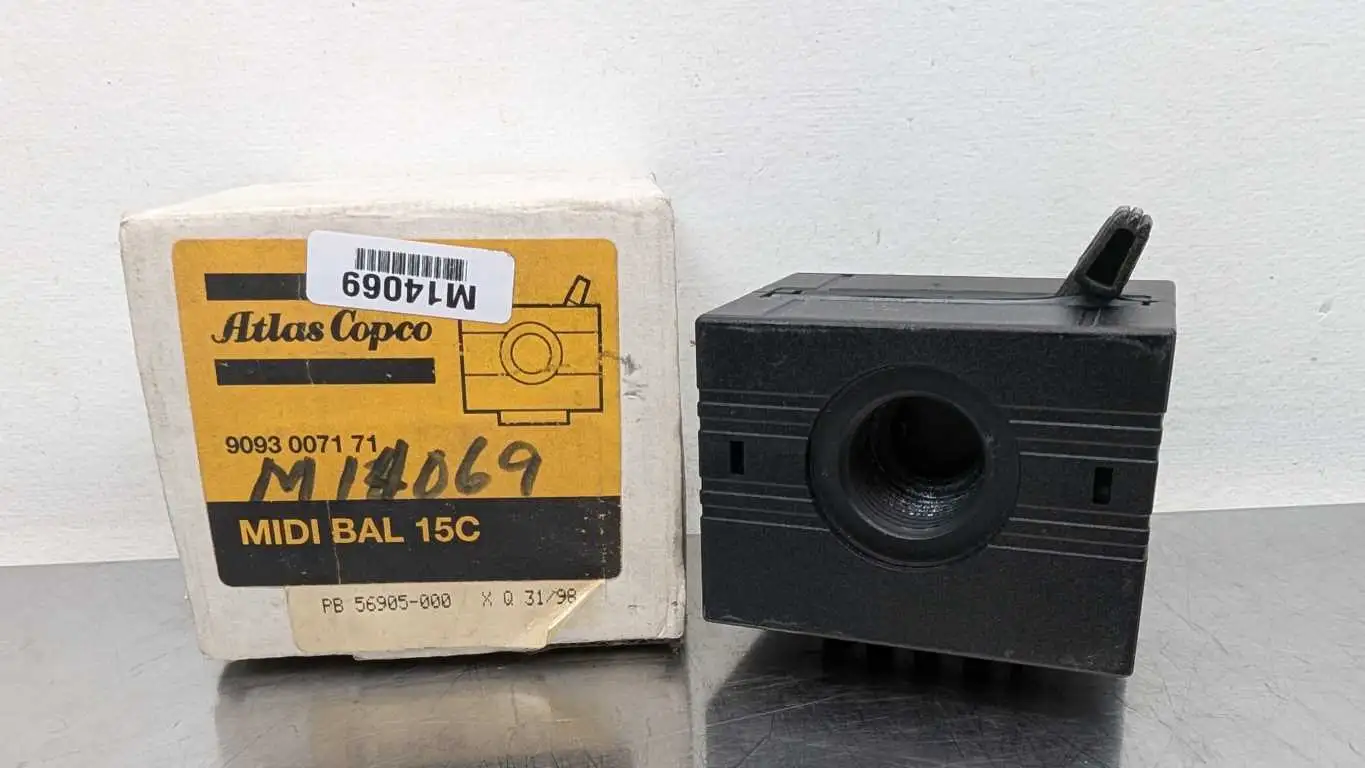 M14069
Atlas Copco
9093 0071 71
M14069
MIDI BAL 15C
PB 56905-000 X Q 31/98